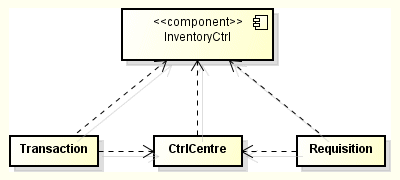 <<component>>
InventoryCtrl
Transaction
CtrlCentre
Requisition